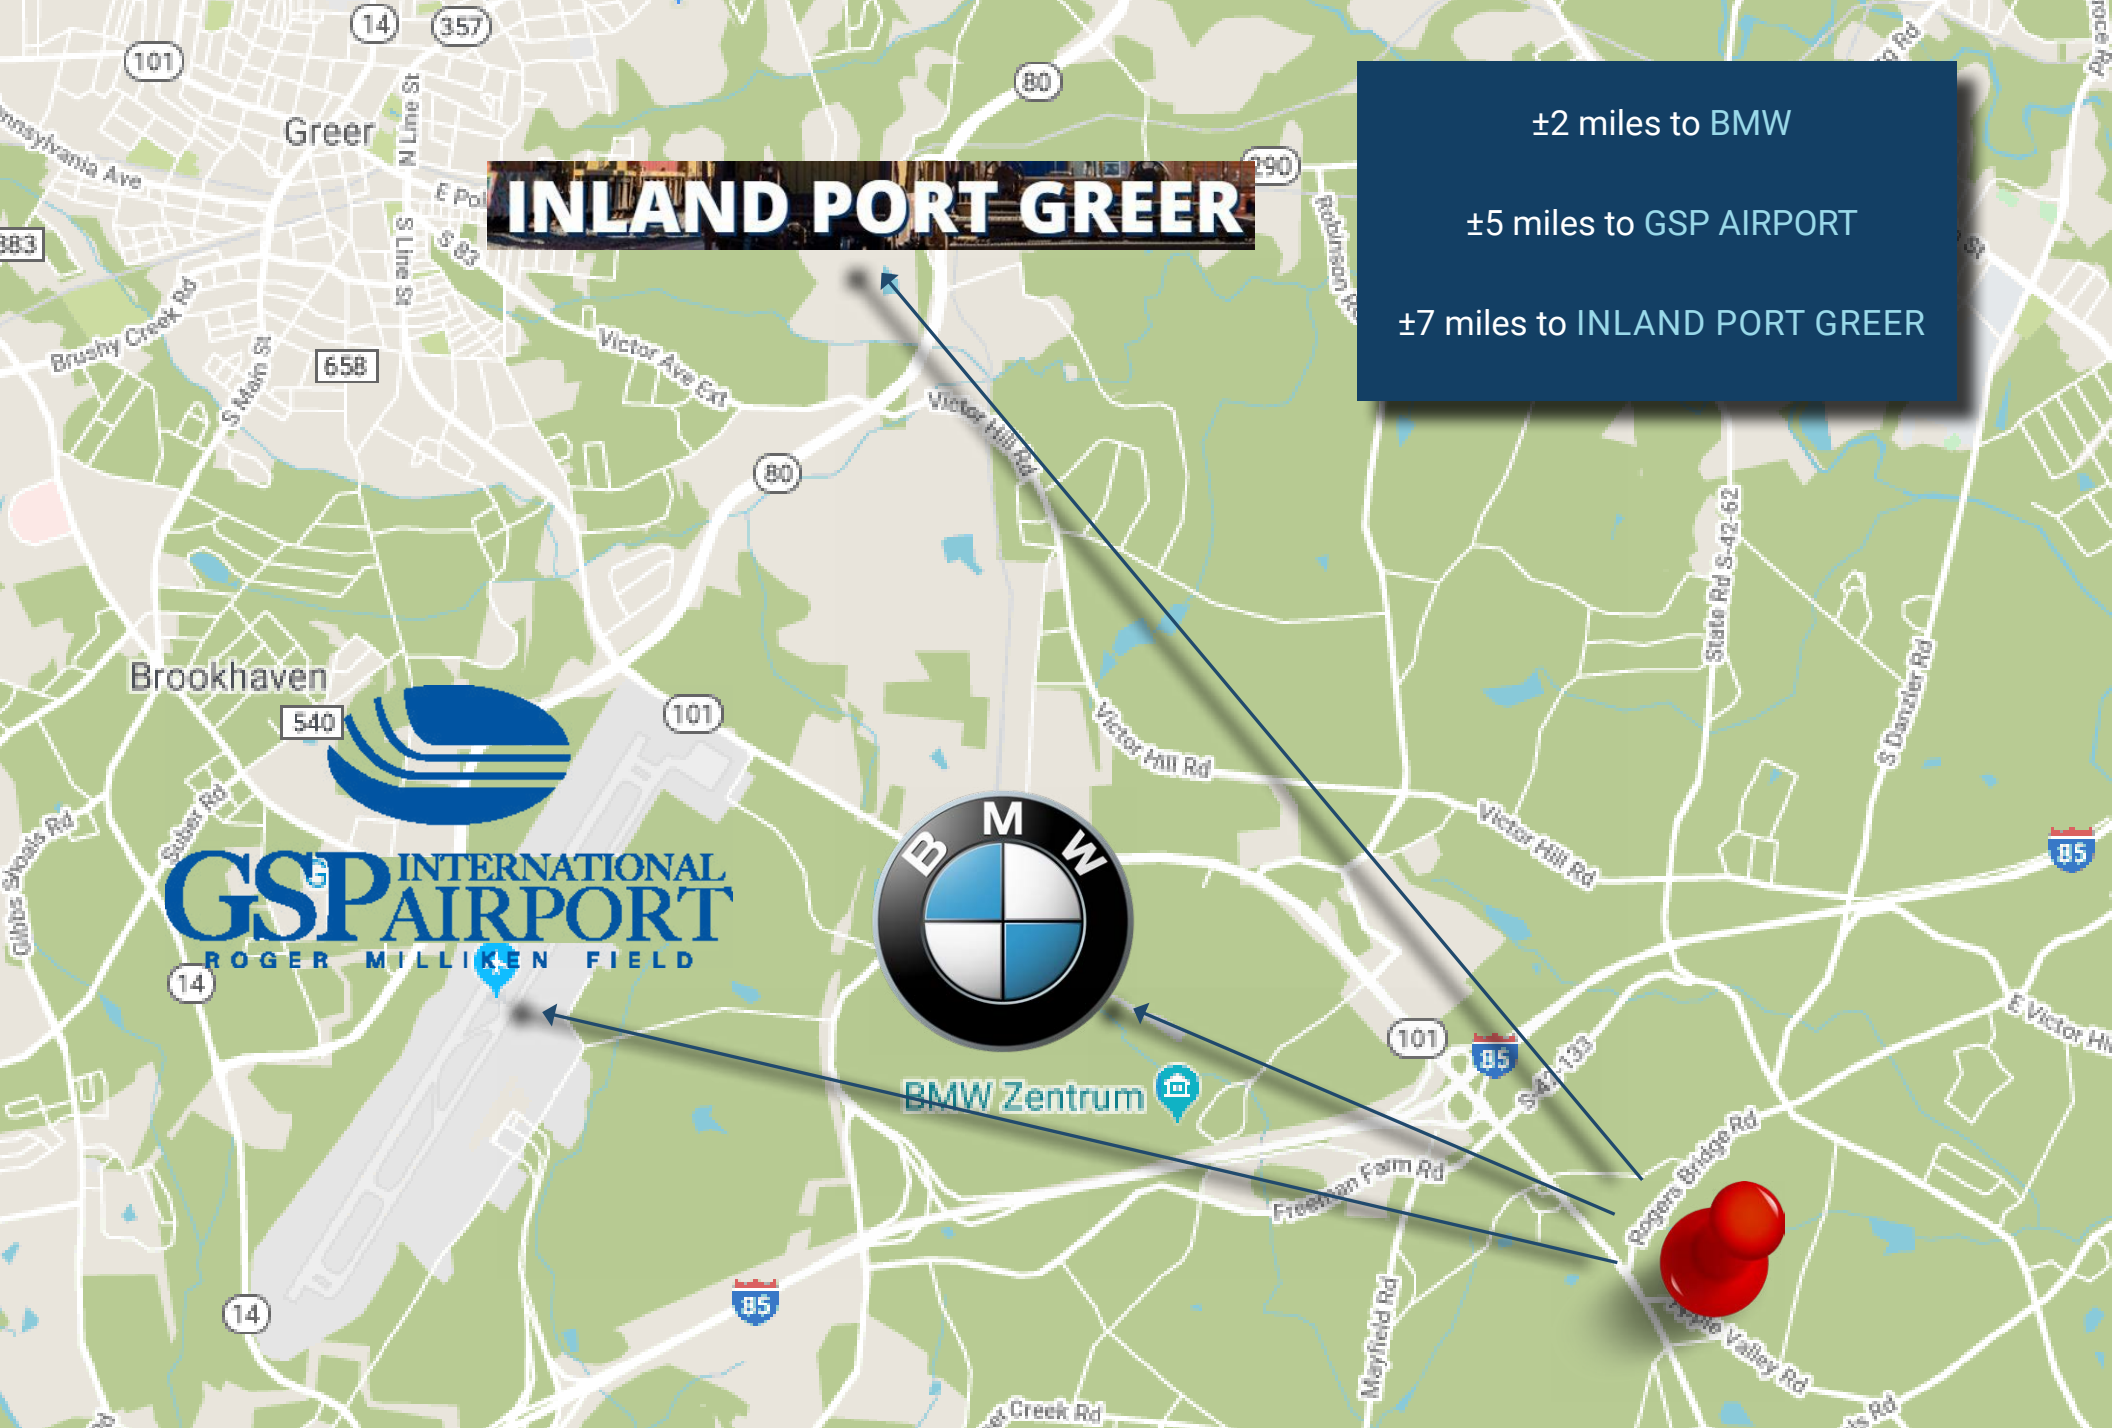 14
357
101
80
Greer
N Line St
Pennsylvania Ave
±2 miles to BMW
±5 miles to GSP AIRPORT
±7 miles to INLAND PORT GREER
290
INLAND PORT GREER
S 83
S Line St
Robinson
Brushy Creek Rd
658
S Main St
Victor Ave Ext
Victor Hill Rd
80
State Rd S-42-62
Brookhaven
540
101
S Danzler Rd
Victor Hill Rd
Victor Hill Rd
Suber Rd
Gibbs Shoals Rd
85
BMW
GSP INTERNATIONAL
AIRPORT
ROGER MILLIKEN FIELD
14
E Victor
101
85
S-42-133
BMW Zentrum
Rogers Bridge Rd
Freeman Farm Rd
85
14
Mayfield Rd
Apple Valley Rd
Creek Rd